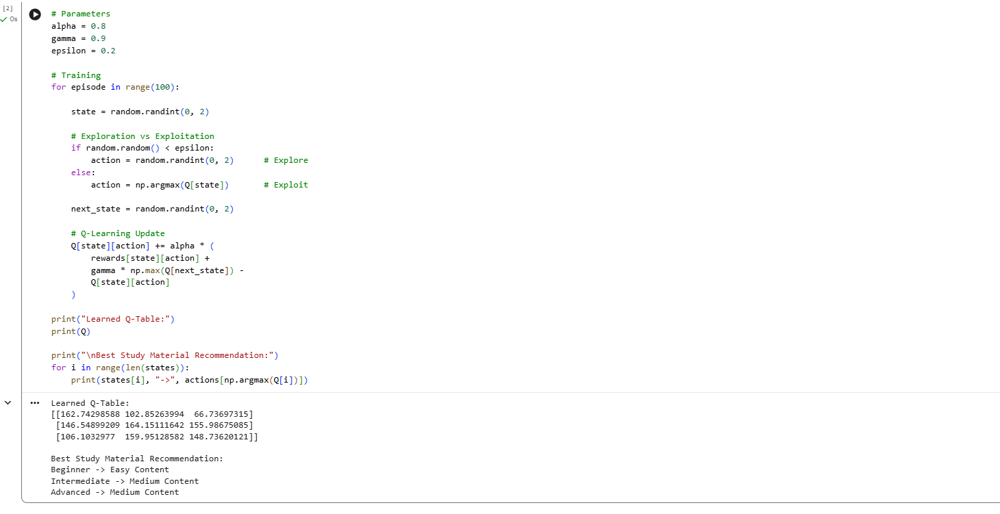 [2]
0s
# Parameters
alpha = 0.8
gamma = 0.9
epsilon = 0.2
# Training
for episode in range(100):
    state = random.randint(0, 2)
    # Exploration vs Exploitation
    if random.random() < epsilon:
        action = random.randint(0, 2)      # Explore
    else:
        action = np.argmax(Q[state])       # Exploit
    next_state = random.randint(0, 2)
    # Q-Learning Update
    Q[state][action] += alpha * (
        rewards[state][action] +
        gamma * np.max(Q[next_state]) -
        Q[state][action]
    )
print("Learned Q-Table:")
print(Q)
print("\nBest Study Material Recommendation:")
for i in range(len(states)):
    print(states[i], "->", actions[np.argmax(Q[i])])
Learned Q-Table:
[[162.74298588 102.85263994  66.73697315]
 [146.54899209 164.15111642 155.98675085]
 [106.1032977  159.95128582 148.73620121]]
Best Study Material Recommendation:
Beginner -> Easy Content
Intermediate -> Medium Content
Advanced -> Medium Content